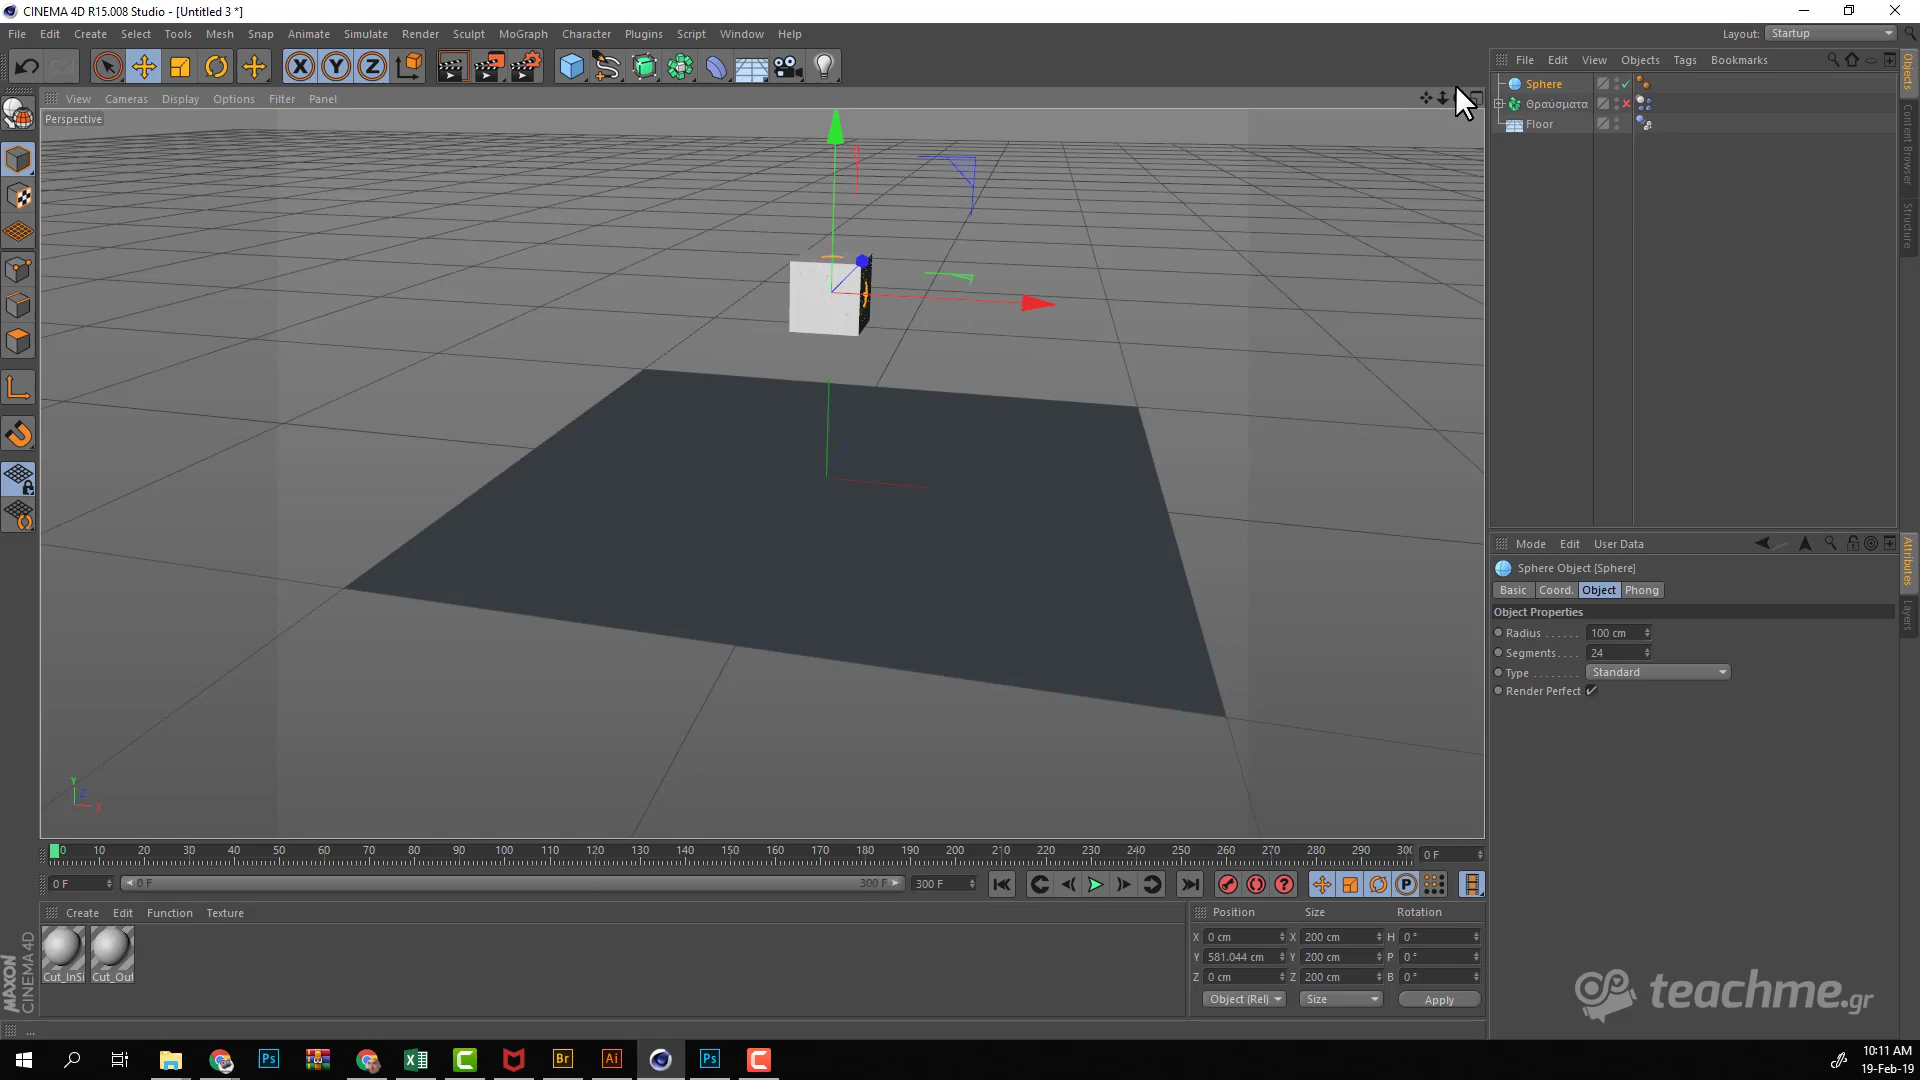 CINEMA 4D R15.008 Studio - [Untitled 3 *]
File Edit Create Select Tools Mesh Snap Animate Simulate Render Sculpt MoGraph Character Plugins Script Window Help
Layout: Startup
File Edit View Objects Tags Bookmarks
View Cameras Display Options Filter Panel
Perspective
Sphere
Θραύσματα
Floor
Objects
Content Browser
Structure
Mode Edit User Data
Sphere Object [Sphere]
Basic Coord. Object Phong
Object Properties
Radius 100 cm
Segments 24
Type Standard
Render Perfect
Attributes
Layers
Y Z X
0 10 20 30 40 50 60 70 80 90 100 110 120 130 140 150 160 170 180 190 200 210 220 230 240 250 260 270 280 290 300
0 F
0 F 0 F 300 F 300 F
Create Edit Function Texture
Cut_InSi Cut_Out
Position Size Rotation
X 0 cm X 200 cm H 0 °
Y 581.044 cm Y 200 cm P 0 °
Z 0 cm Z 200 cm B 0 °
Object (Rel) Size Apply
MAXON
CINEMA 4D
teachme.gr
...
10:11 AM
19-Feb-19